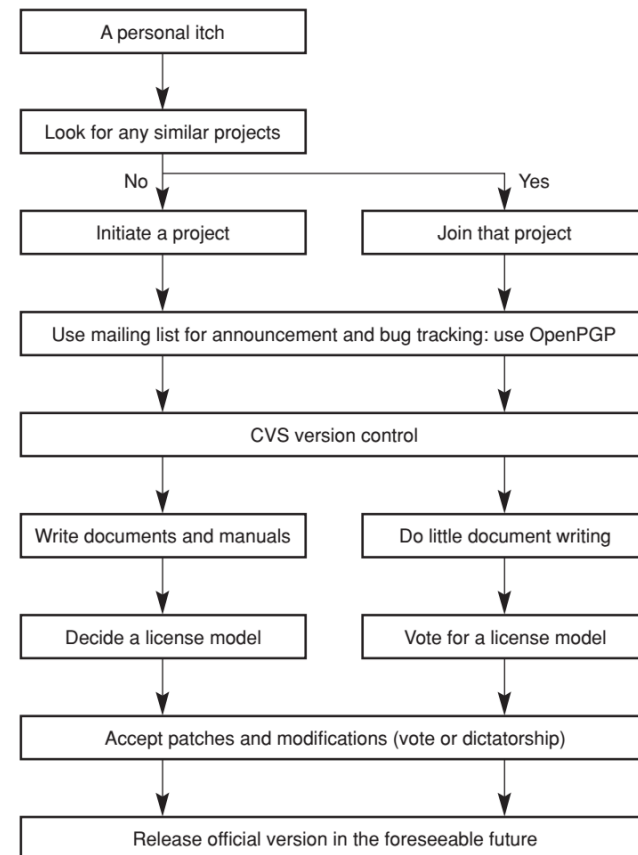 A personal itch
Look for any similar projects
No
Yes
Initiate a project
Join that project
Use mailing list for announcement and bug tracking: use OpenPGP
CVS version control
Write documents and manuals
Do little document writing
Decide a license model
Vote for a license model
Accept patches and modifications (vote or dictatorship)
Release official version in the foreseeable future